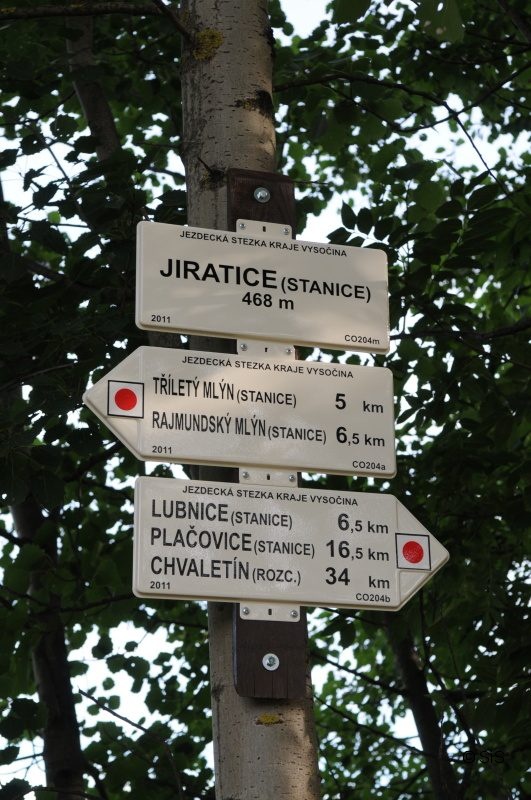 JEZDECKÁ STEZKA KRAJE VYSOČINA
JIRATICE (STANICE)
468 m
2011 CO204m
JEZDECKÁ STEZKA KRAJE VYSOČINA
TŘÍLETÝ MLÝN (STANICE) 5 km
RAJMUNDSKÝ MLÝN (STANICE) 6,5 km
2011 CO204a
JEZDECKÁ STEZKA KRAJE VYSOČINA
LUBNICE (STANICE) 6,5 km
PLAČOVICE (STANICE) 16,5 km
CHVALETÍN (ROZC.) 34 km
2011 CO204b